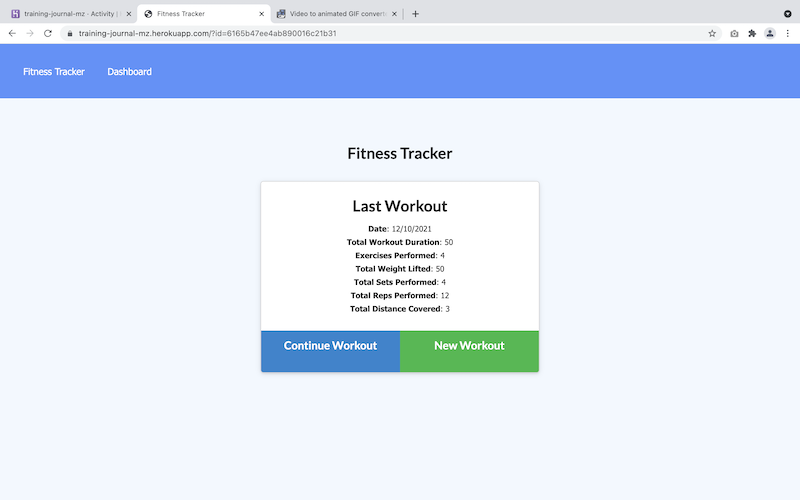 training-journal-mz · Activity | 
Fitness Tracker
Video to animated GIF converte
training-journal-mz.herokuapp.com/?id=6165b47ee4ab890016c21b31
Fitness Tracker Dashboard
Fitness Tracker
Last Workout
Date: 12/10/2021
Total Workout Duration: 50
Exercises Performed: 4
Total Weight Lifted: 50
Total Sets Performed: 4
Total Reps Performed: 12
Total Distance Covered: 3
Continue Workout New Workout